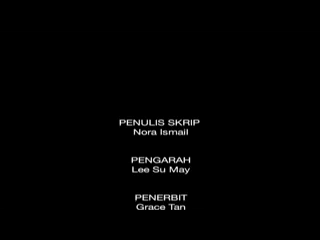 PENULIS SKRIP
Nora Ismail
PENGARAH
Lee Su May
PENERBIT
Grace Tan